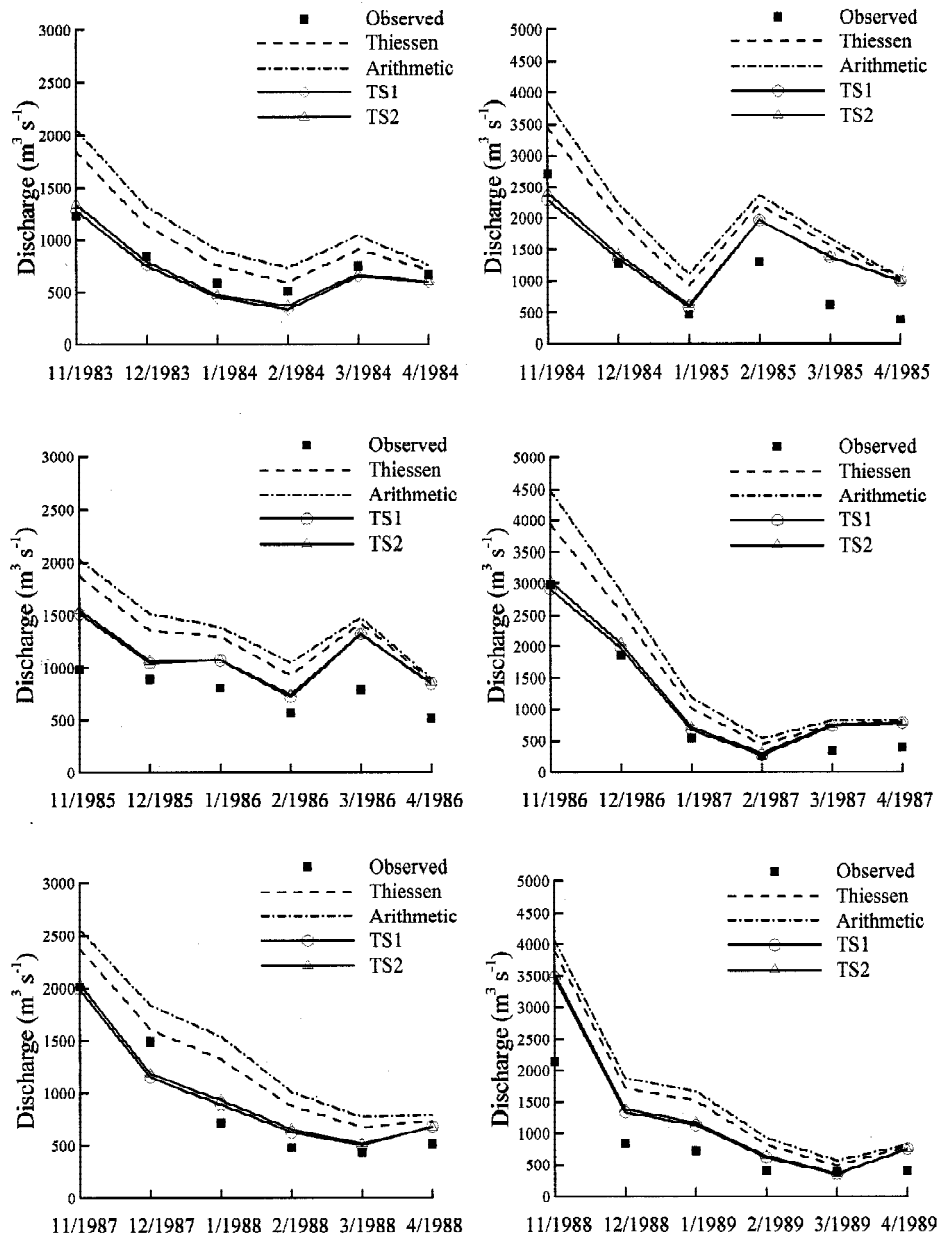 Observed
Thiessen
Arithmetic
TS1
TS2
Discharge (m³ s⁻¹)
3000
2500
2000
1500
1000
500
0
11/1983 12/1983 1/1984 2/1984 3/1984 4/1984
Observed
Thiessen
Arithmetic
TS1
TS2
Discharge (m³ s⁻¹)
5000
4500
4000
3500
3000
2500
2000
1500
1000
500
0
11/1984 12/1984 1/1985 2/1985 3/1985 4/1985
Observed
Thiessen
Arithmetic
TS1
TS2
Discharge (m³ s⁻¹)
3000
2500
2000
1500
1000
500
0
11/1985 12/1985 1/1986 2/1986 3/1986 4/1986
Observed
Thiessen
Arithmetic
TS1
TS2
Discharge (m³ s⁻¹)
5000
4500
4000
3500
3000
2500
2000
1500
1000
500
0
11/1986 12/1986 1/1987 2/1987 3/1987 4/1987
Observed
Thiessen
Arithmetic
TS1
TS2
Discharge (m³ s⁻¹)
3000
2500
2000
1500
1000
500
0
11/1987 12/1987 1/1988 2/1988 3/1988 4/1988
Observed
Thiessen
Arithmetic
TS1
TS2
Discharge (m³ s⁻¹)
5000
4500
4000
3500
3000
2500
2000
1500
1000
500
0
11/1988 12/1988 1/1989 2/1989 3/1989 4/1989